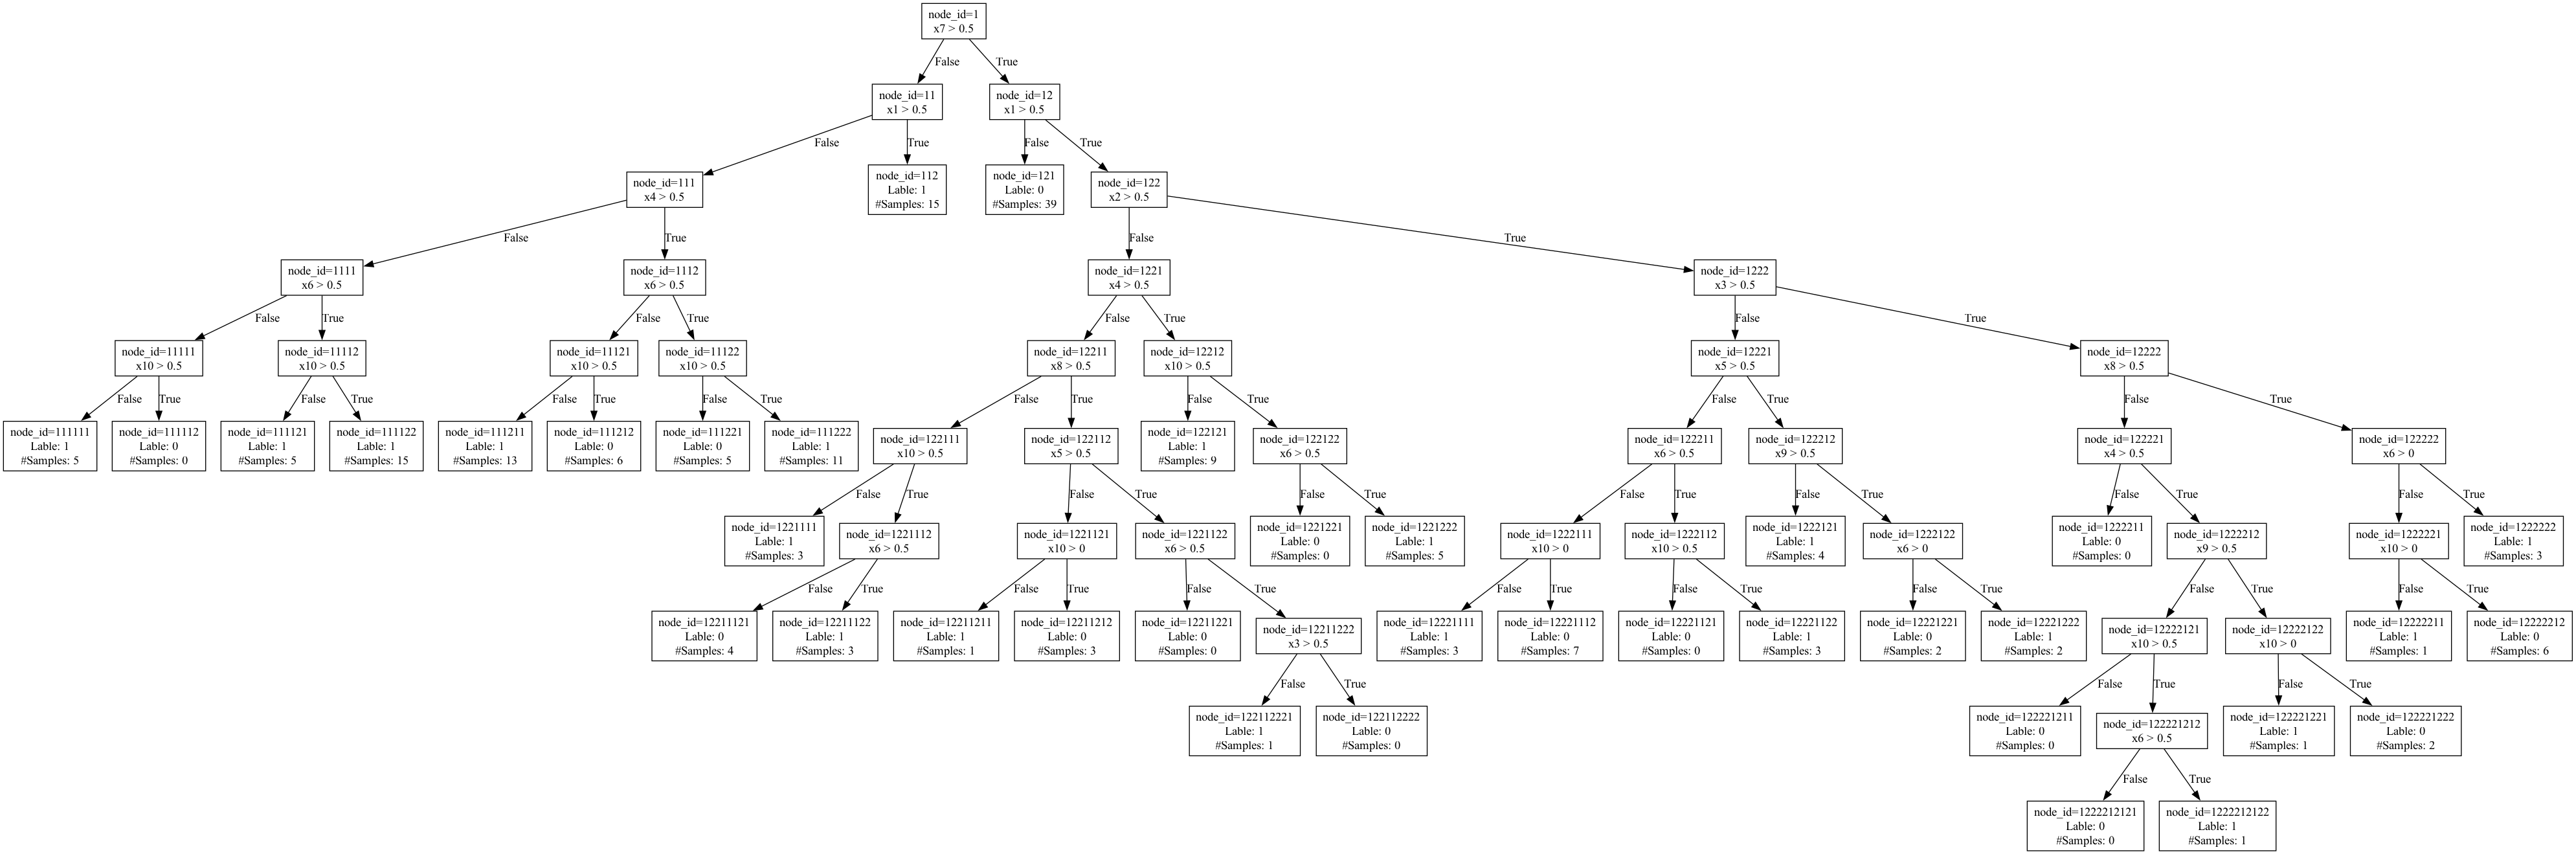 node_id=1
x7 > 0.5
False
True
node_id=11
x1 > 0.5
node_id=12
x1 > 0.5
False
True
False
True
node_id=111
x4 > 0.5
node_id=112
Lable: 1
#Samples: 15
node_id=121
Lable: 0
#Samples: 39
node_id=122
x2 > 0.5
False
True
False
True
node_id=1111
x6 > 0.5
node_id=1112
x6 > 0.5
node_id=1221
x4 > 0.5
node_id=1222
x3 > 0.5
False
True
False
True
False
True
False
True
node_id=11111
x10 > 0.5
node_id=11112
x10 > 0.5
node_id=11121
x10 > 0.5
node_id=11122
x10 > 0.5
node_id=12211
x8 > 0.5
node_id=12212
x10 > 0.5
node_id=12221
x5 > 0.5
node_id=12222
x8 > 0.5
False
True
False
True
False
True
False
True
False
True
False
True
False
True
False
True
node_id=111111
Lable: 1
#Samples: 5
node_id=111112
Lable: 0
#Samples: 0
node_id=111121
Lable: 1
#Samples: 5
node_id=111122
Lable: 1
#Samples: 15
node_id=111211
Lable: 1
#Samples: 13
node_id=111212
Lable: 0
#Samples: 6
node_id=111221
Lable: 0
#Samples: 5
node_id=111222
Lable: 1
#Samples: 11
node_id=122111
x10 > 0.5
node_id=122112
x5 > 0.5
node_id=122121
Lable: 1
#Samples: 9
node_id=122122
x6 > 0.5
node_id=122211
x6 > 0.5
node_id=122212
x9 > 0.5
node_id=122221
x4 > 0.5
node_id=122222
x6 > 0
False
True
False
True
False
True
False
True
False
True
False
True
False
True
node_id=1221111
Lable: 1
#Samples: 3
node_id=1221112
x6 > 0.5
node_id=1221121
x10 > 0
node_id=1221122
x6 > 0.5
node_id=1221221
Lable: 0
#Samples: 0
node_id=1221222
Lable: 1
#Samples: 5
node_id=1222111
x10 > 0
node_id=1222112
x10 > 0.5
node_id=1222121
Lable: 1
#Samples: 4
node_id=1222122
x6 > 0
node_id=1222211
Lable: 0
#Samples: 0
node_id=1222212
x9 > 0.5
node_id=1222221
x10 > 0
node_id=1222222
Lable: 1
#Samples: 3
False
True
False
True
False
True
False
True
False
True
False
True
False
True
False
True
node_id=12211121
Lable: 0
#Samples: 4
node_id=12211122
Lable: 1
#Samples: 3
node_id=12211211
Lable: 1
#Samples: 1
node_id=12211212
Lable: 0
#Samples: 3
node_id=12211221
Lable: 0
#Samples: 0
node_id=12211222
x3 > 0.5
node_id=12221111
Lable: 1
#Samples: 3
node_id=12221112
Lable: 0
#Samples: 7
node_id=12221121
Lable: 0
#Samples: 0
node_id=12221122
Lable: 1
#Samples: 3
node_id=12221221
Lable: 0
#Samples: 2
node_id=12221222
Lable: 1
#Samples: 2
node_id=12222121
x10 > 0.5
node_id=12222122
x10 > 0
node_id=12222211
Lable: 1
#Samples: 1
node_id=12222212
Lable: 0
#Samples: 6
False
True
False
True
False
True
node_id=122112221
Lable: 1
#Samples: 1
node_id=122112222
Lable: 0
#Samples: 0
node_id=122221211
Lable: 0
#Samples: 0
node_id=122221212
x6 > 0.5
node_id=122221221
Lable: 1
#Samples: 1
node_id=122221222
Lable: 0
#Samples: 2
False
True
node_id=1222212121
Lable: 0
#Samples: 0
node_id=1222212122
Lable: 1
#Samples: 1